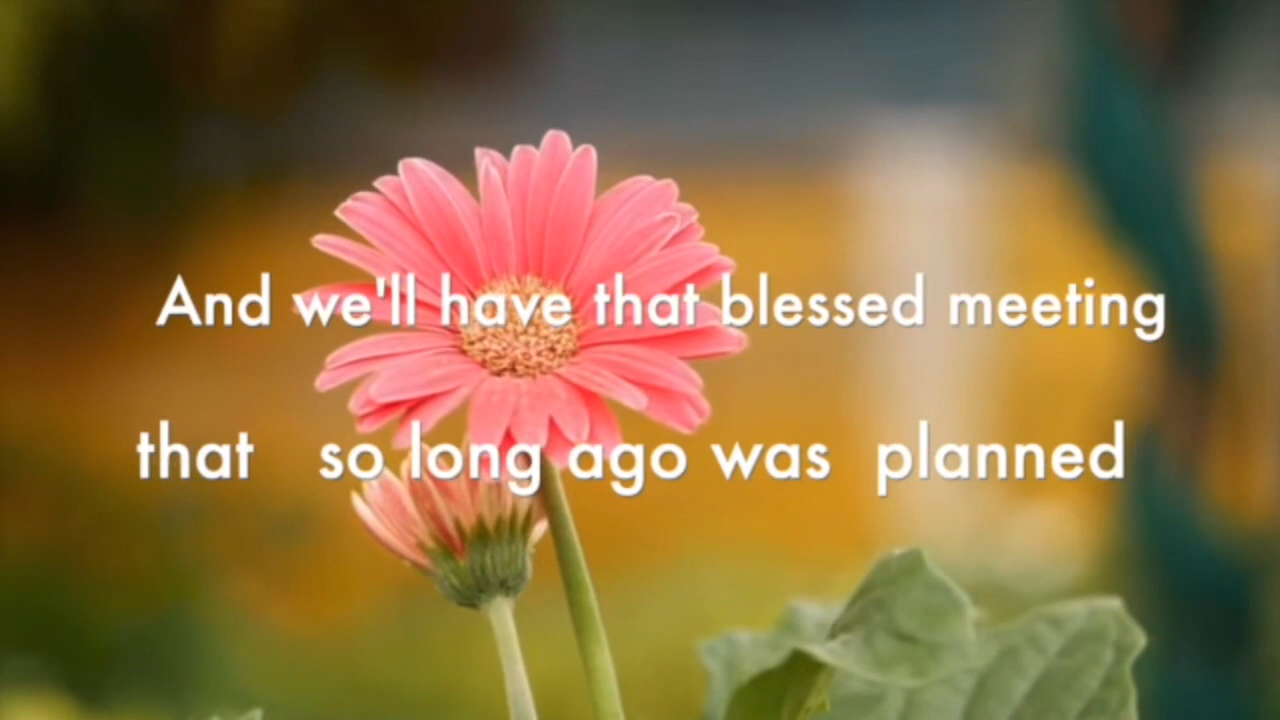 And we'll have that blessed meeting
that so long ago was planned